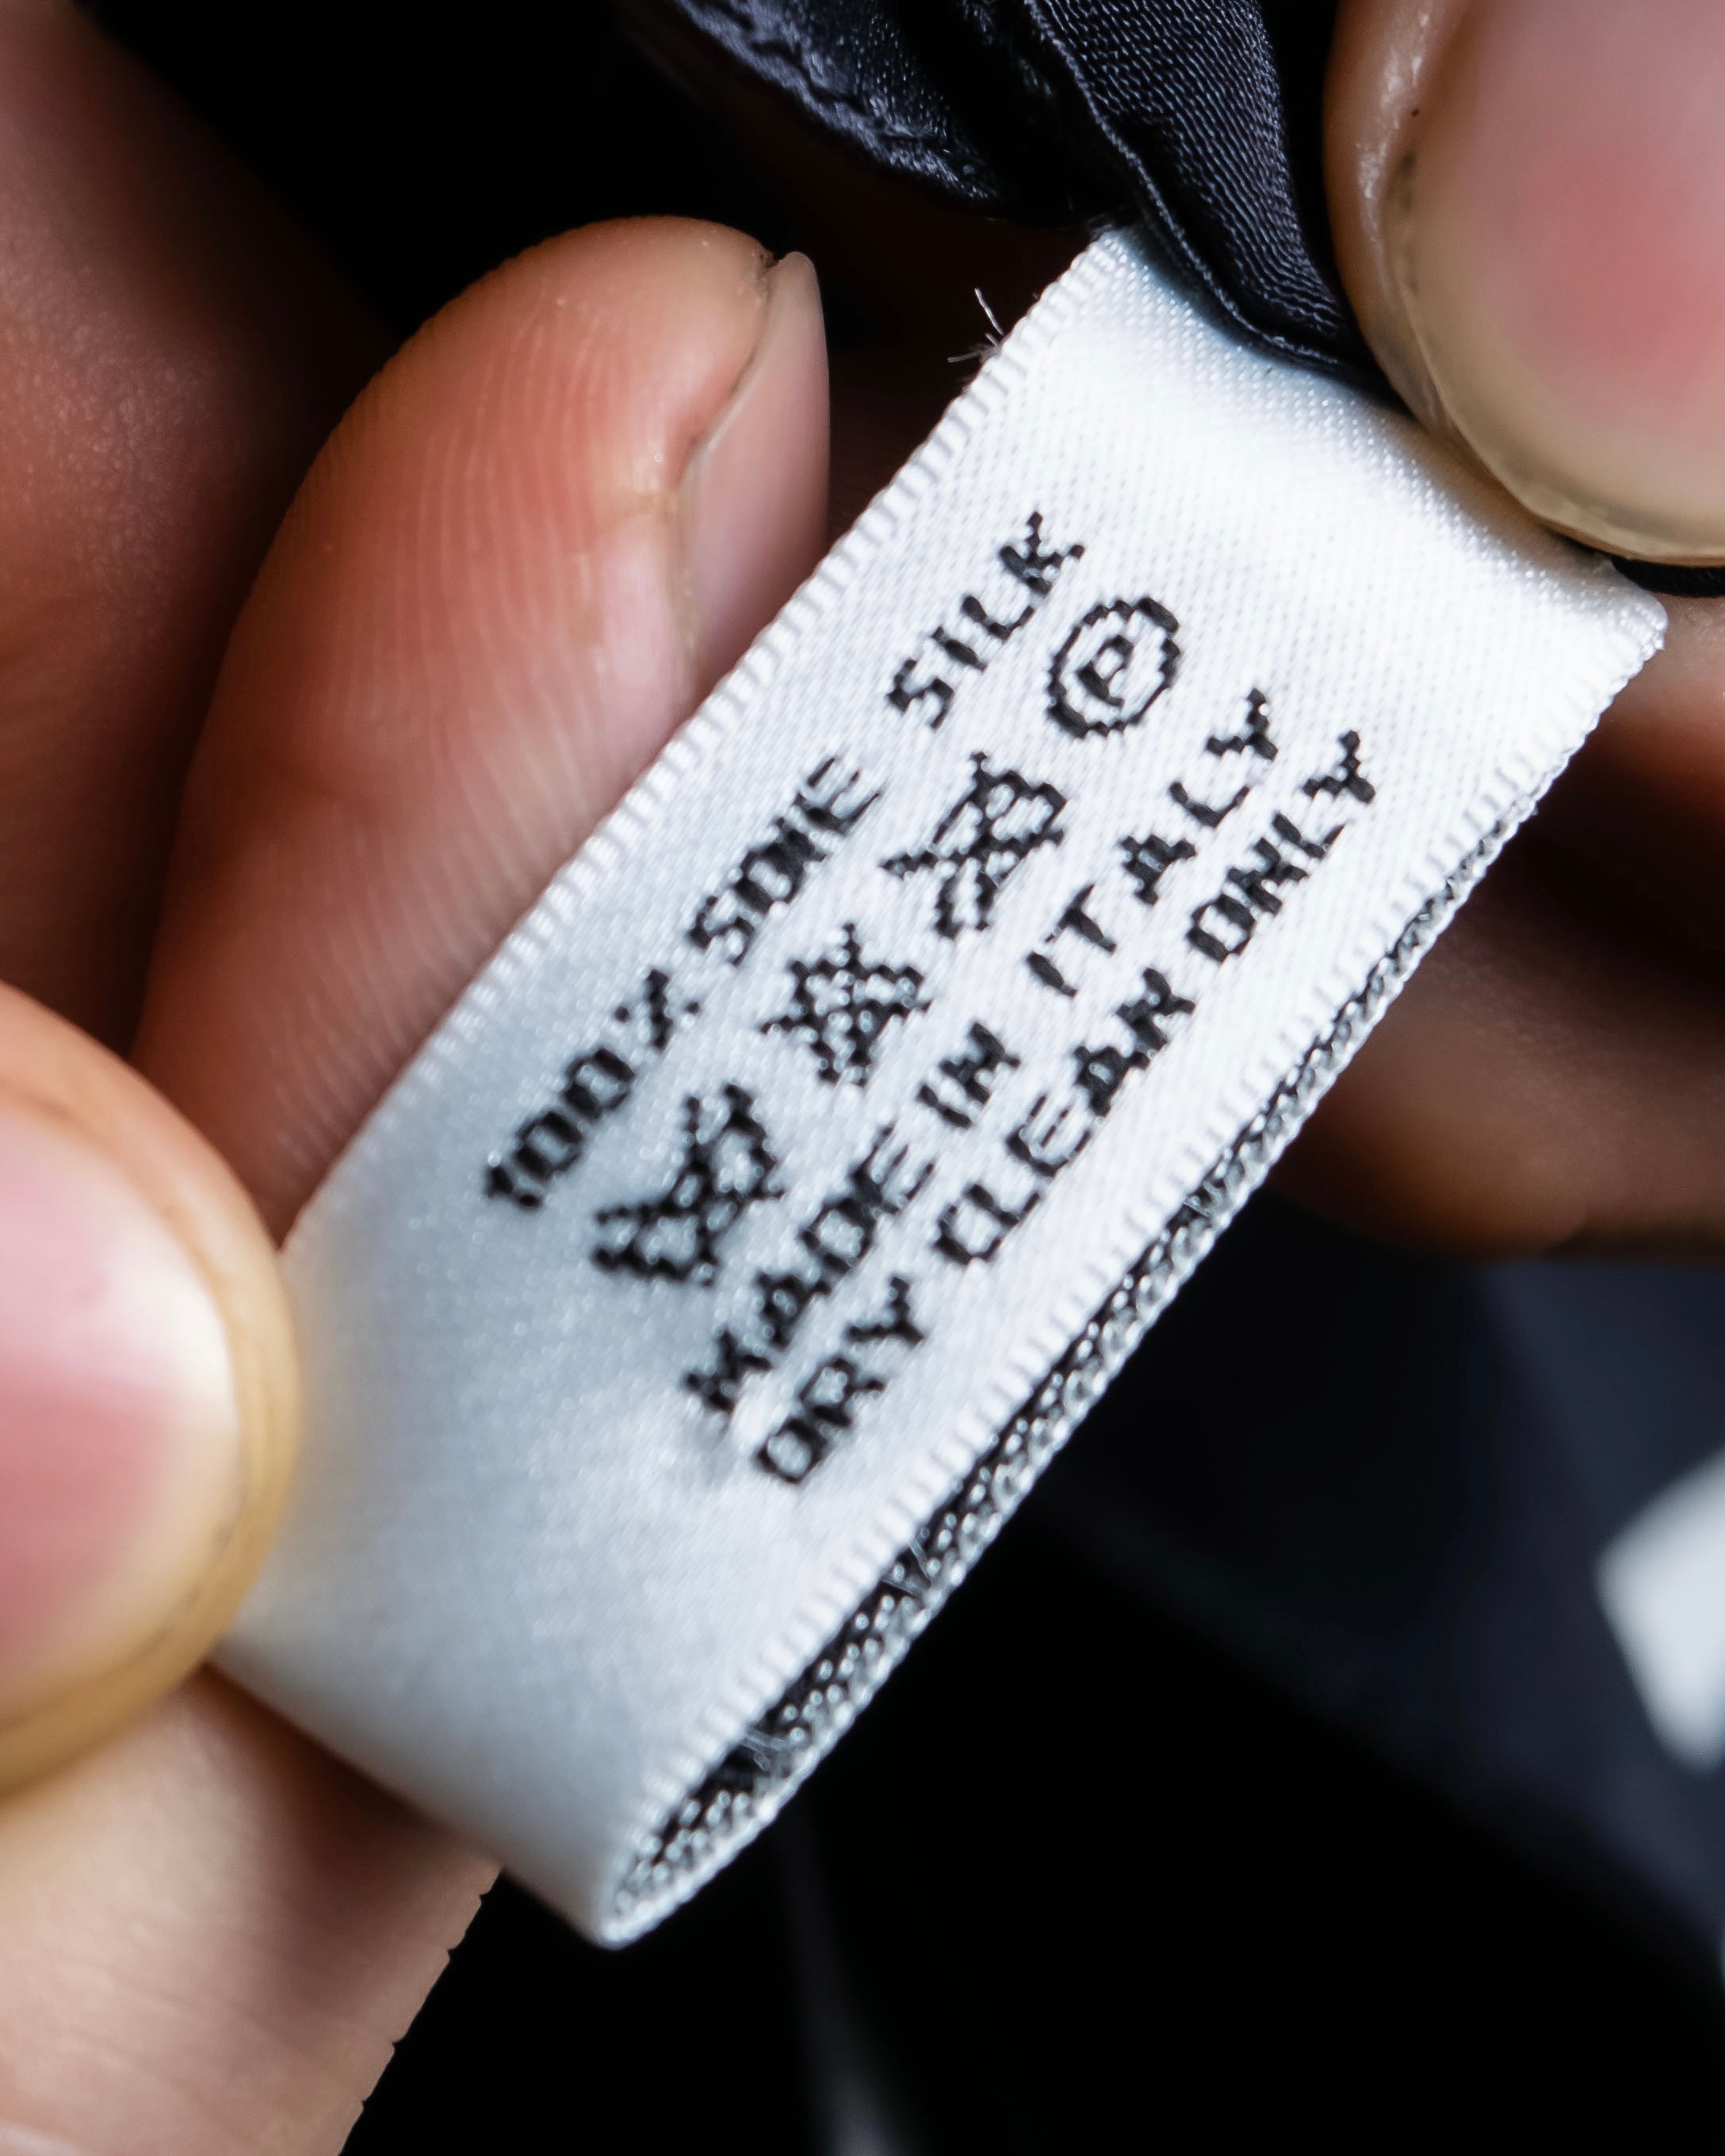 100% SOIE SILK
P
MADE IN ITALY
DRY CLEAN ONLY